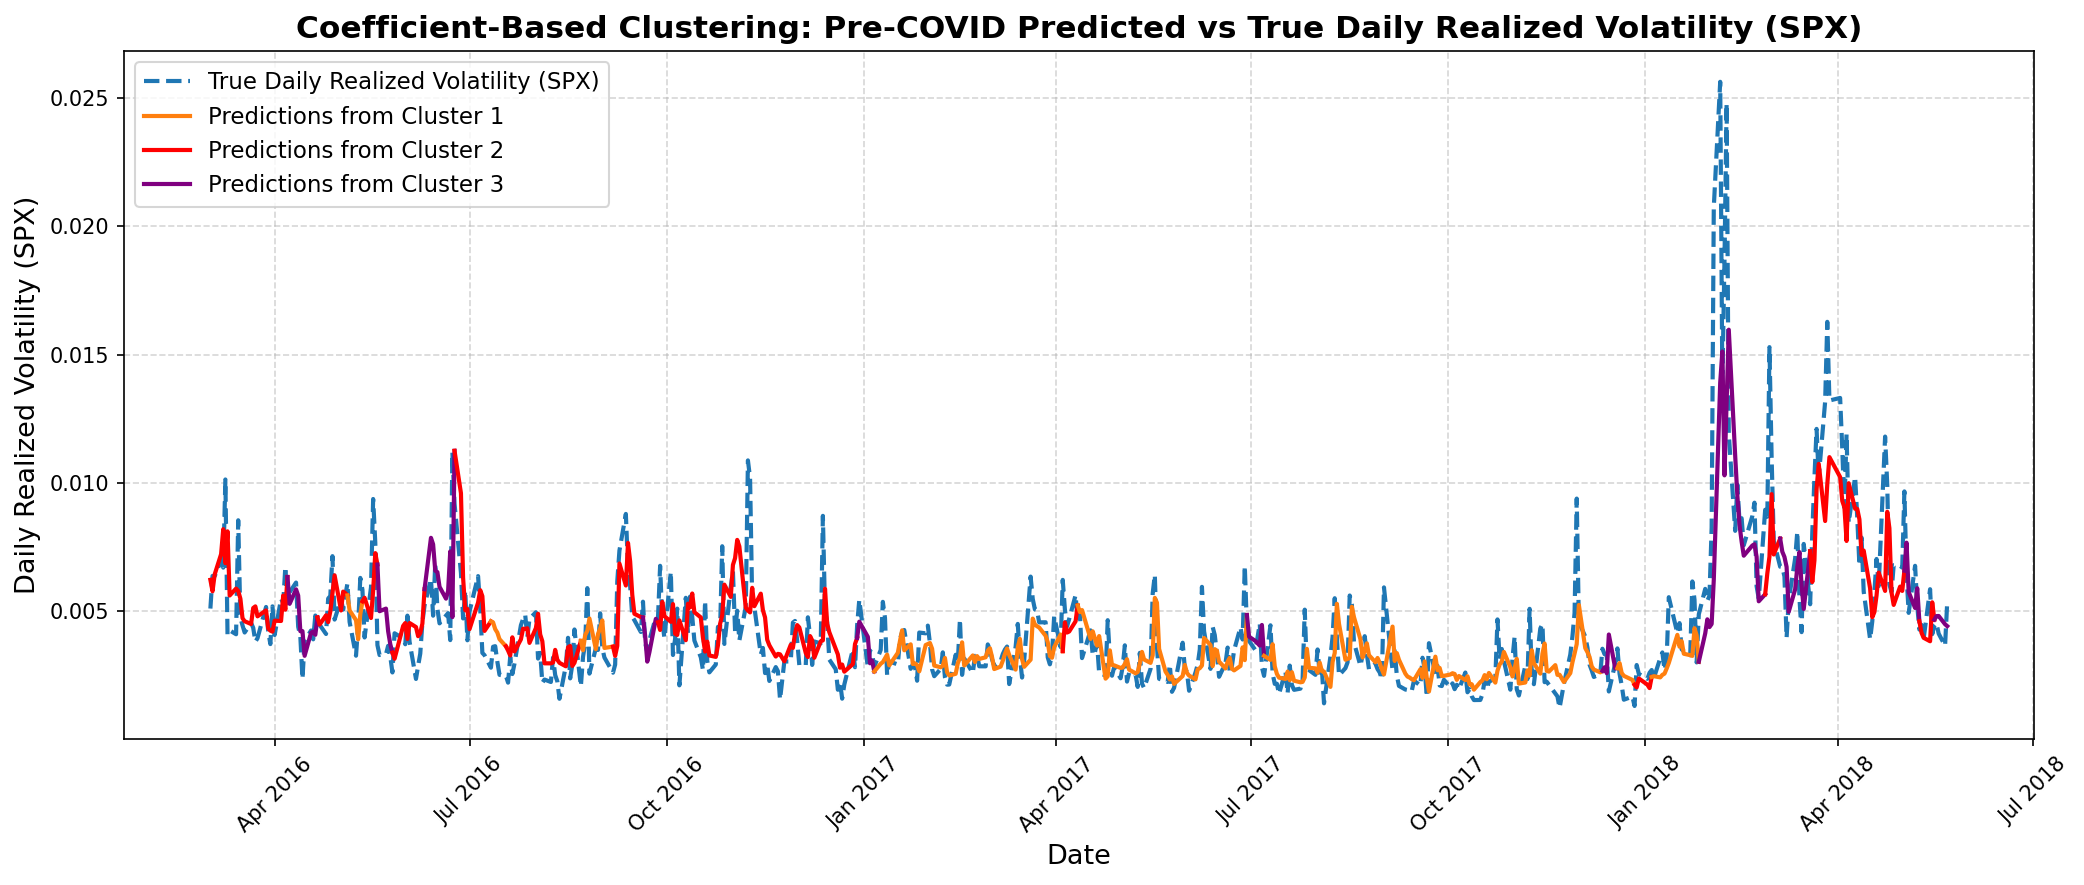 Coefficient-Based Clustering: Pre-COVID Predicted vs True Daily Realized Volatility (SPX)
True Daily Realized Volatility (SPX)
Predictions from Cluster 1
Predictions from Cluster 2
Predictions from Cluster 3
Daily Realized Volatility (SPX)
0.025
0.020
0.015
0.010
0.005
Apr 2016
Jul 2016
Oct 2016
Jan 2017
Apr 2017
Jul 2017
Oct 2017
Jan 2018
Apr 2018
Jul 2018
Date